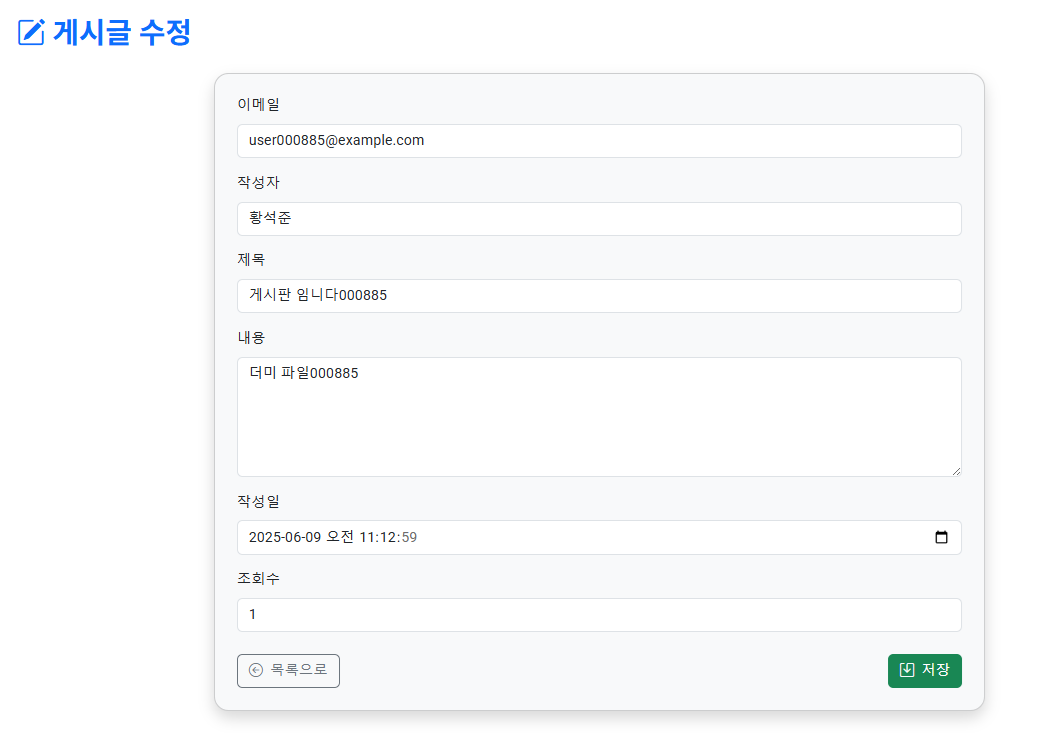 게시글 수정
이메일
user000885@example.com
작성자
황석준
제목
게시판 임니다000885
내용
더미 파일000885
작성일
2025-06-09 오전 11:12:59
조회수
1
목록으로
저장